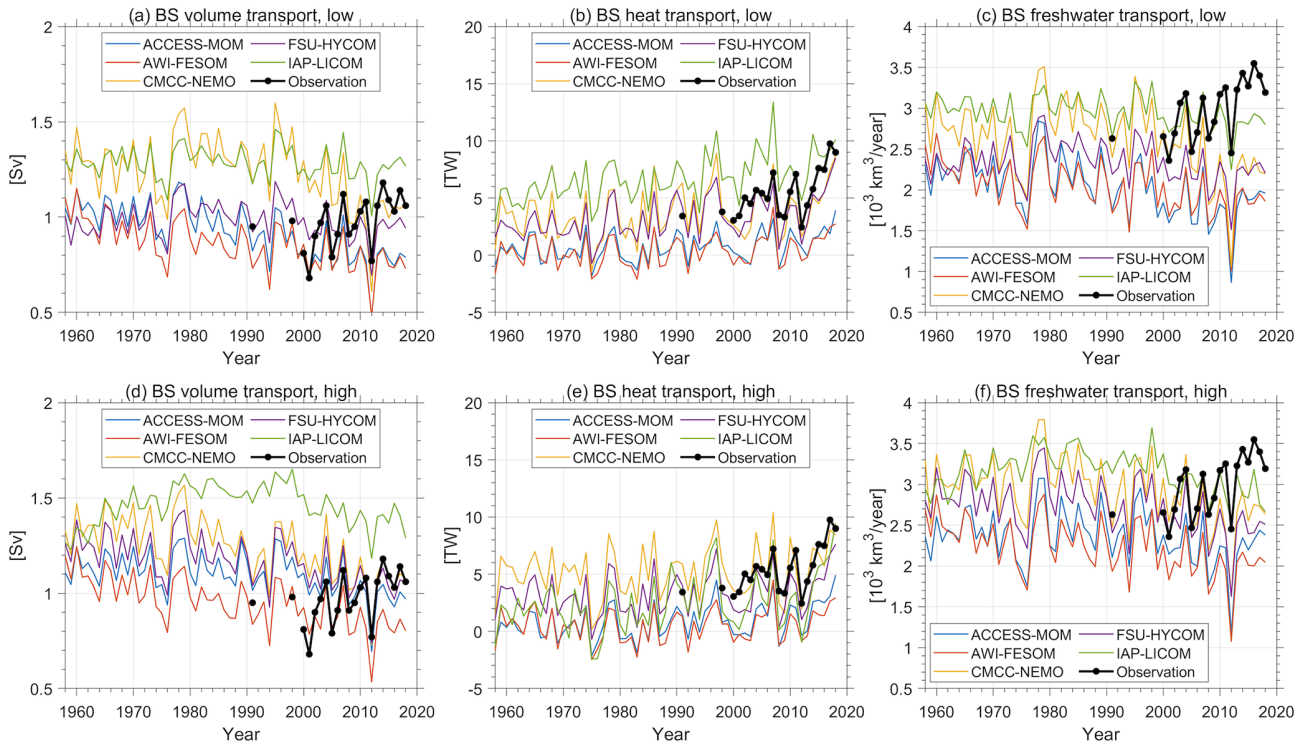 (a) BS volume transport, low
2
1.5
1
0.5
[Sv]
ACCESS-MOM
AWI-FESOM
CMCC-NEMO
FSU-HYCOM
IAP-LICOM
Observation
1960 1970 1980 1990 2000 2010 2020
Year
(b) BS heat transport, low
20
15
10
5
0
-5
[TW]
ACCESS-MOM
AWI-FESOM
CMCC-NEMO
FSU-HYCOM
IAP-LICOM
Observation
1960 1970 1980 1990 2000 2010 2020
Year
(c) BS freshwater transport, low
4
3.5
3
2.5
2
1.5
1
0.5
[10³ km³/year]
ACCESS-MOM
AWI-FESOM
CMCC-NEMO
FSU-HYCOM
IAP-LICOM
Observation
1960 1970 1980 1990 2000 2010 2020
Year
(d) BS volume transport, high
2
1.5
1
0.5
[Sv]
ACCESS-MOM
AWI-FESOM
CMCC-NEMO
FSU-HYCOM
IAP-LICOM
Observation
1960 1970 1980 1990 2000 2010 2020
Year
(e) BS heat transport, high
20
15
10
5
0
-5
[TW]
ACCESS-MOM
AWI-FESOM
CMCC-NEMO
FSU-HYCOM
IAP-LICOM
Observation
1960 1970 1980 1990 2000 2010 2020
Year
(f) BS freshwater transport, high
4
3.5
3
2.5
2
1.5
1
0.5
[10³ km³/year]
ACCESS-MOM
AWI-FESOM
CMCC-NEMO
FSU-HYCOM
IAP-LICOM
Observation
1960 1970 1980 1990 2000 2010 2020
Year